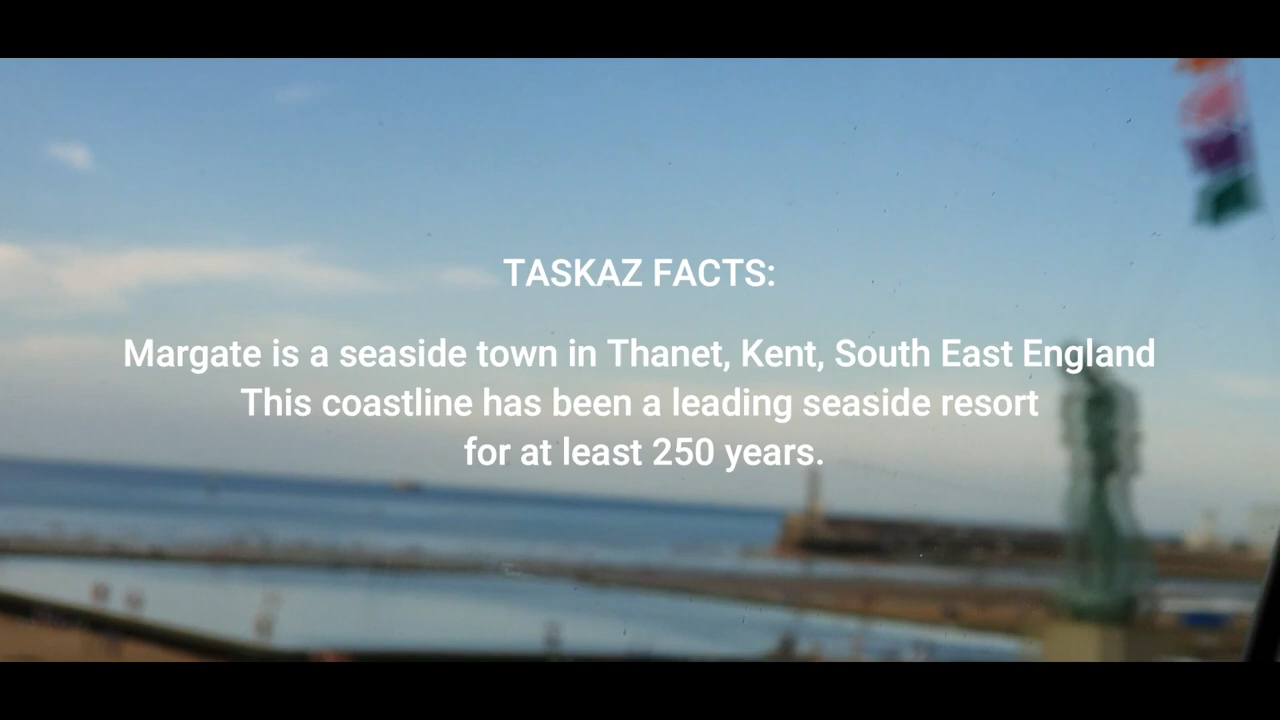 TASKAZ FACTS:
Margate is a seaside town in Thanet, Kent, South East England
This coastline has been a leading seaside resort
for at least 250 years.